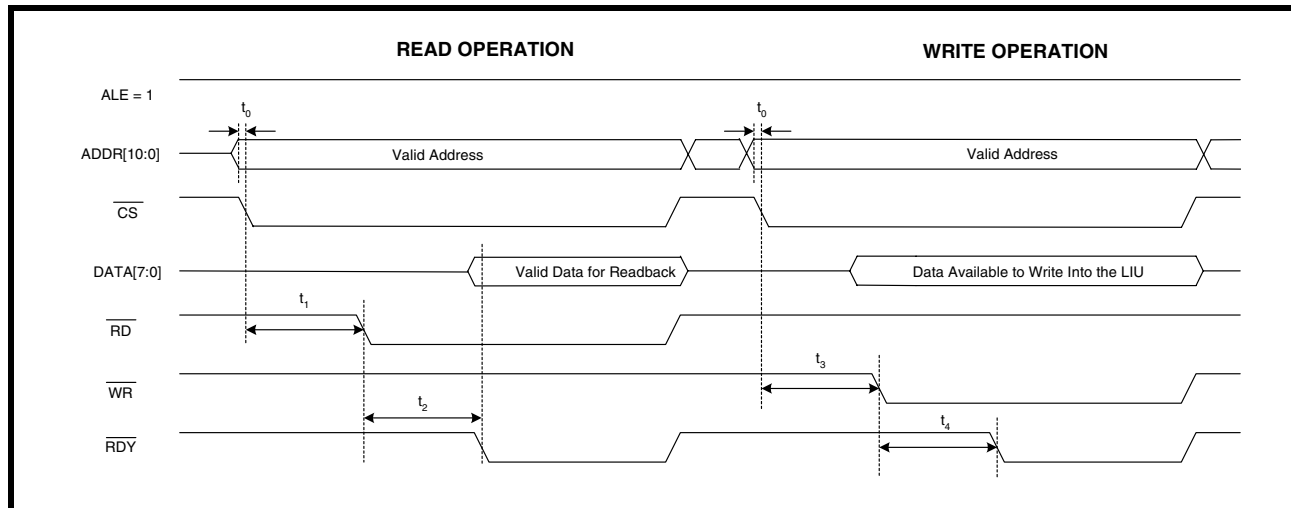 READ OPERATION WRITE OPERATION
ALE = 1
t0 t0
ADDR[10:0] Valid Address Valid Address
CS
DATA[7:0] Valid Data for Readback Data Available to Write Into the LIU
t1
RD
t3
WR
t2 t4
RDY